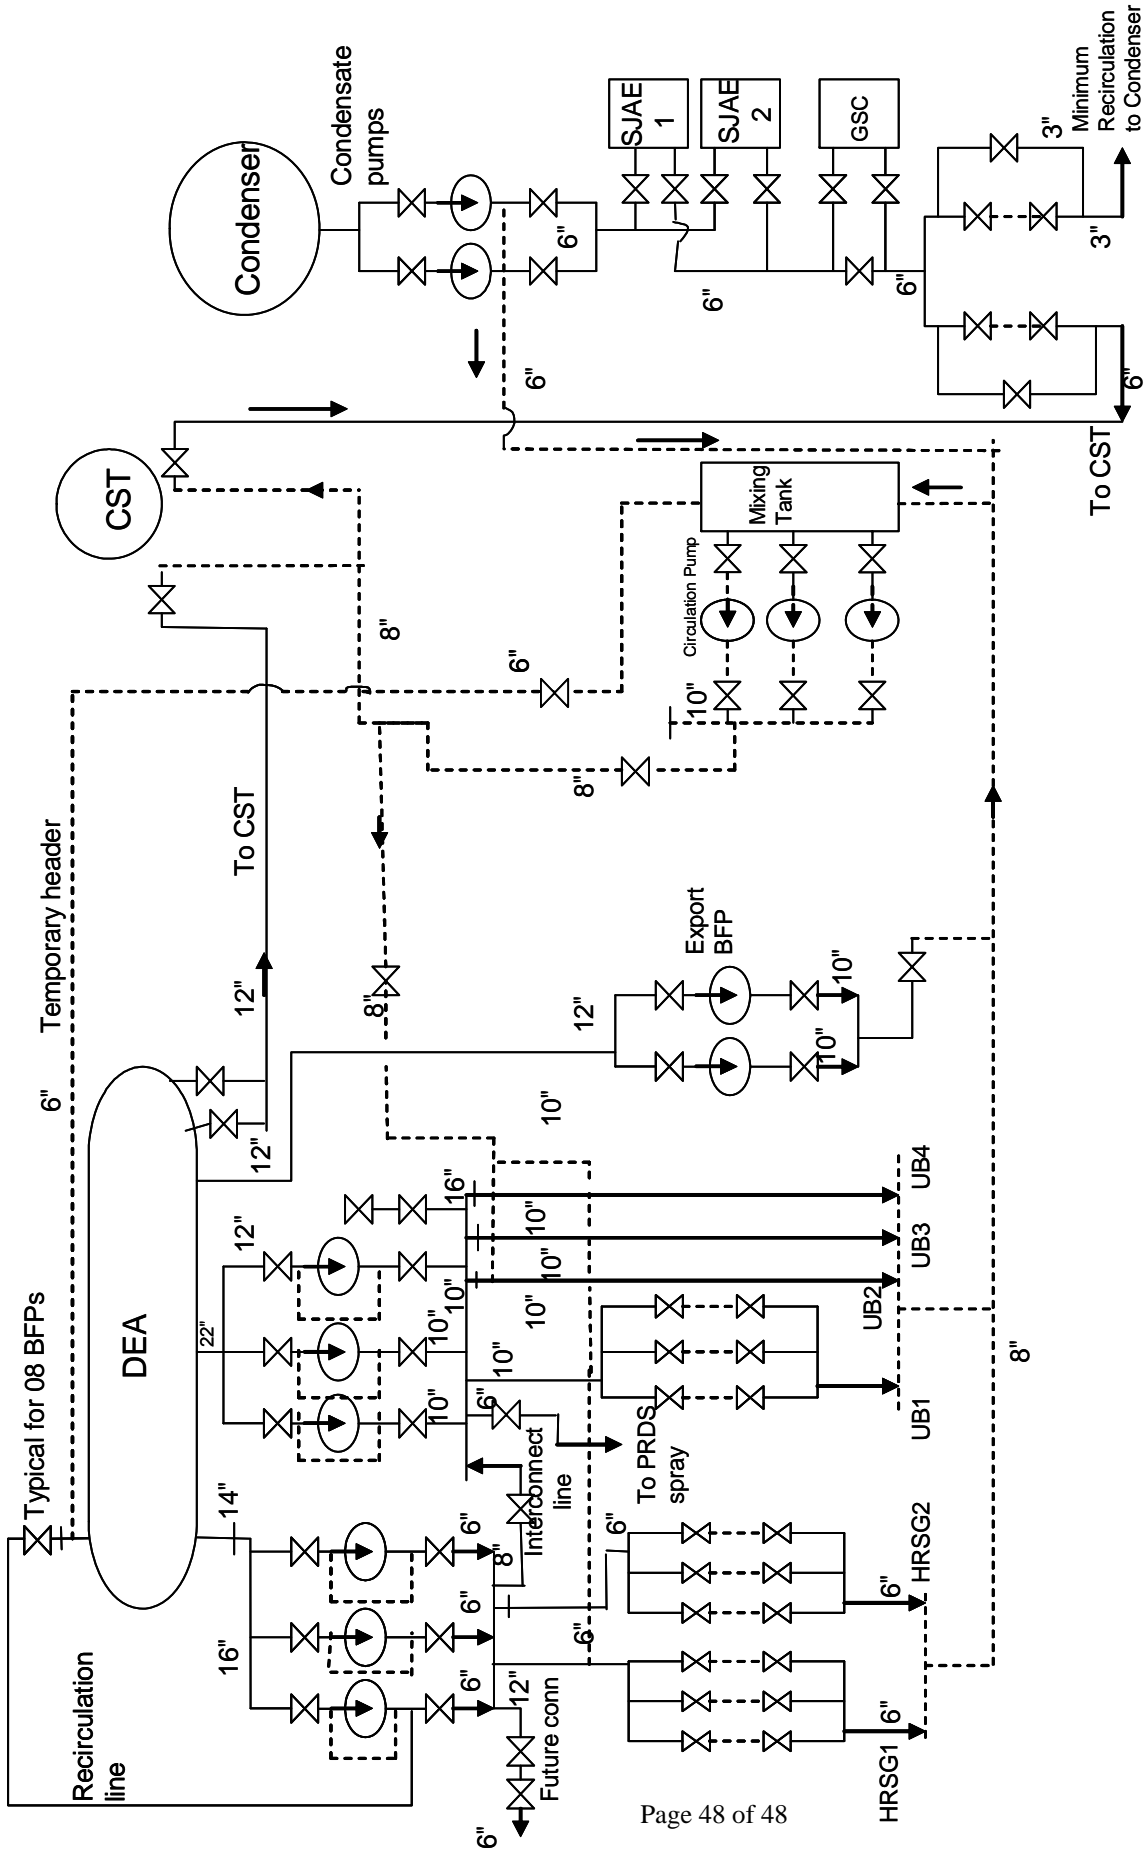 Condenser
Condensate
pumps
SJAE
1
SJAE
2
GSC
6"
6"
6"
3"
3"
Minimum
Recirculation
to Condenser
6"
6"
To CST
CST
Mixing
Tank
Circulation Pump
10"
8"
6"
8"
8"
Temporary header
6"
To CST
12"
12"
Export
BFP
12"
10"
10"
10"
DEA
Typical for 08 BFPs
22"
12"
16"
10"
10"
10"
10"
10"
10"
10"
6"
To PRDS
spray
Interconnect
line
8"
14"
16"
6"
6"
6"
12"
6"
6"
Future conn
6"
Recirculation
line
UB4
UB3
UB2
UB1
HRSG2
HRSG1
6"
6"
8"
Page 48 of 48